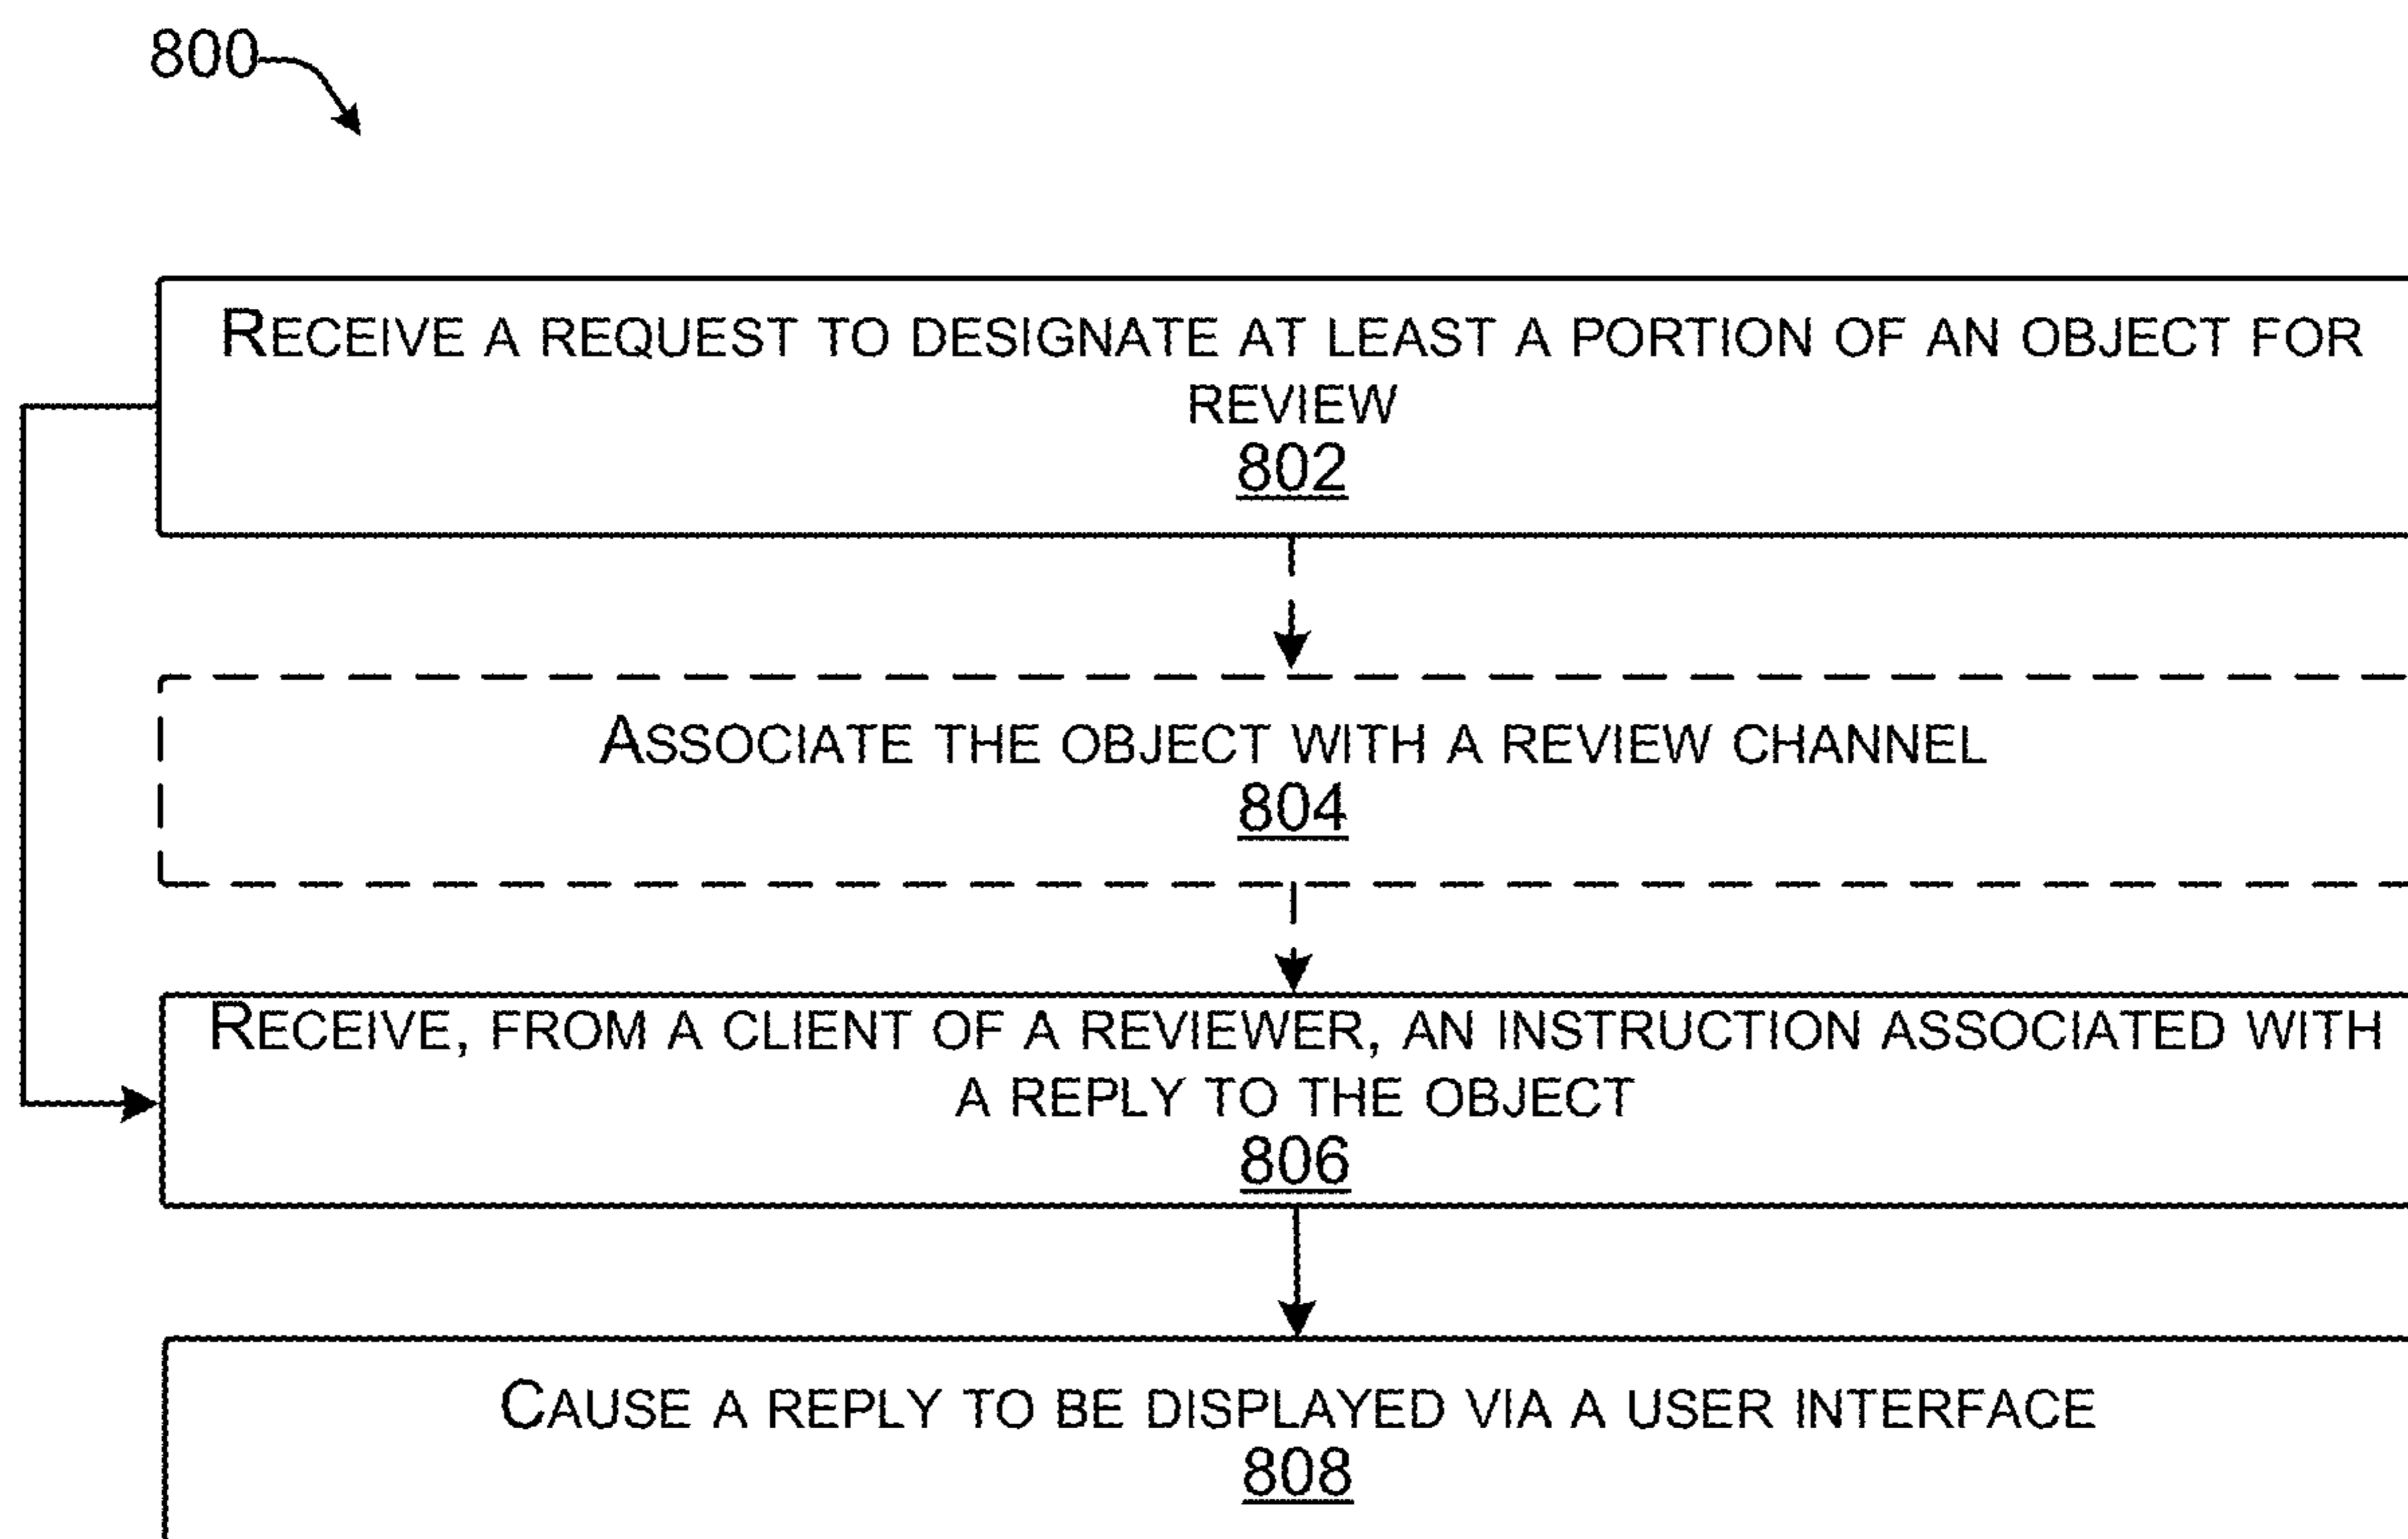 800
RECEIVE A REQUEST TO DESIGNATE AT LEAST A PORTION OF AN OBJECT FOR
REVIEW
802
ASSOCIATE THE OBJECT WITH A REVIEW CHANNEL
804
RECEIVE, FROM A CLIENT OF A REVIEWER, AN INSTRUCTION ASSOCIATED WITH
A REPLY TO THE OBJECT
806
CAUSE A REPLY TO BE DISPLAYED VIA A USER INTERFACE
808